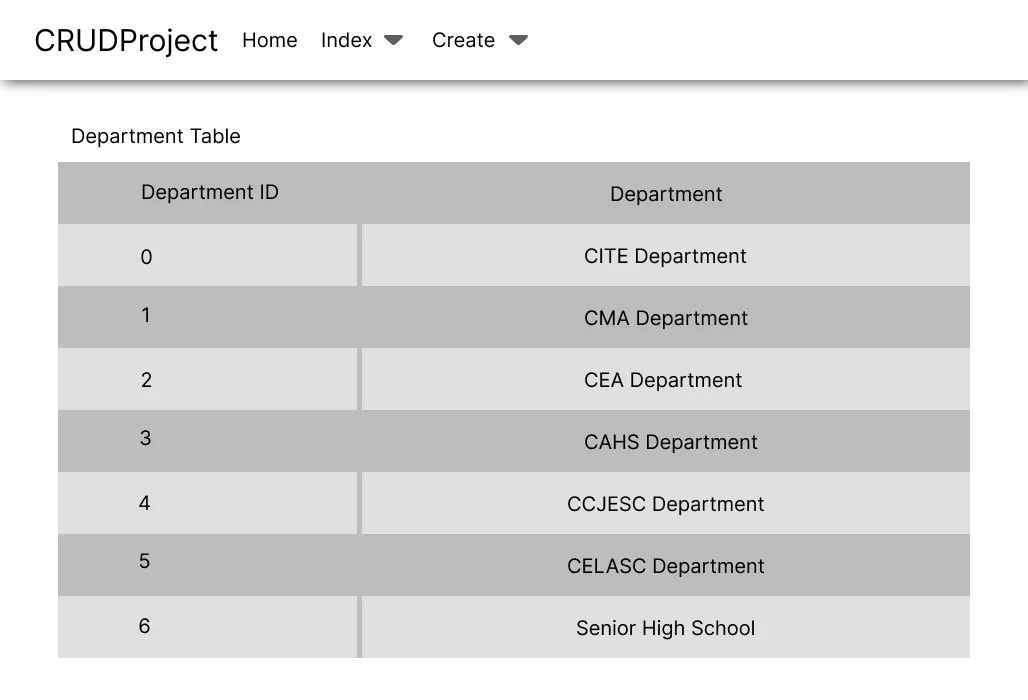 CRUDProject Home Index Create
Department Table
Department ID Department
0 CITE Department
1 CMA Department
2 CEA Department
3 CAHS Department
4 CCJESC Department
5 CELASC Department
6 Senior High School